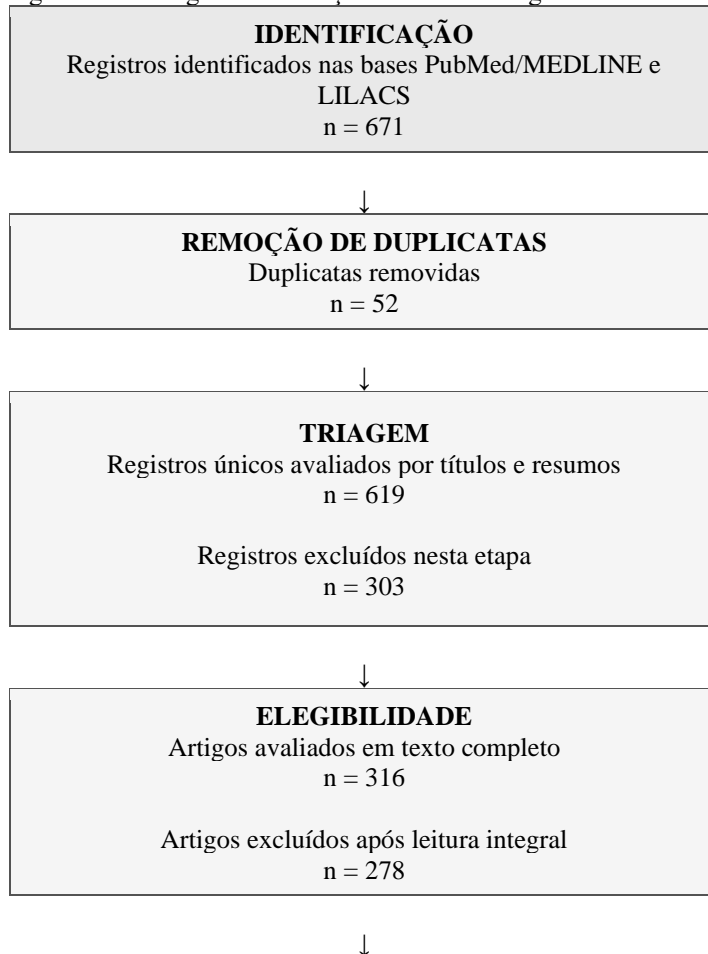 IDENTIFICAÇÃO
Registros identificados nas bases PubMed/MEDLINE e
LILACS
n = 671
↓
REMOÇÃO DE DUPLICATAS
Duplicatas removidas
n = 52
↓
TRIAGEM
Registros únicos avaliados por títulos e resumos
n = 619
Registros excluídos nesta etapa
n = 303
↓
ELEGIBILIDADE
Artigos avaliados em texto completo
n = 316
Artigos excluídos após leitura integral
n = 278
↓